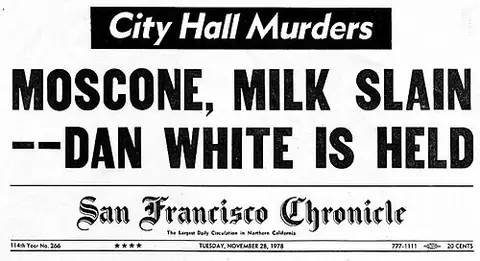 City Hall Murders
MOSCONE, MILK SLAIN
--DAN WHITE IS HELD
San Francisco Chronicle
The Largest Daily Circulation in Northern California
114th Year No. 266 ★★★★ TUESDAY, NOVEMBER 28, 1978 777-1111 20 CENTS